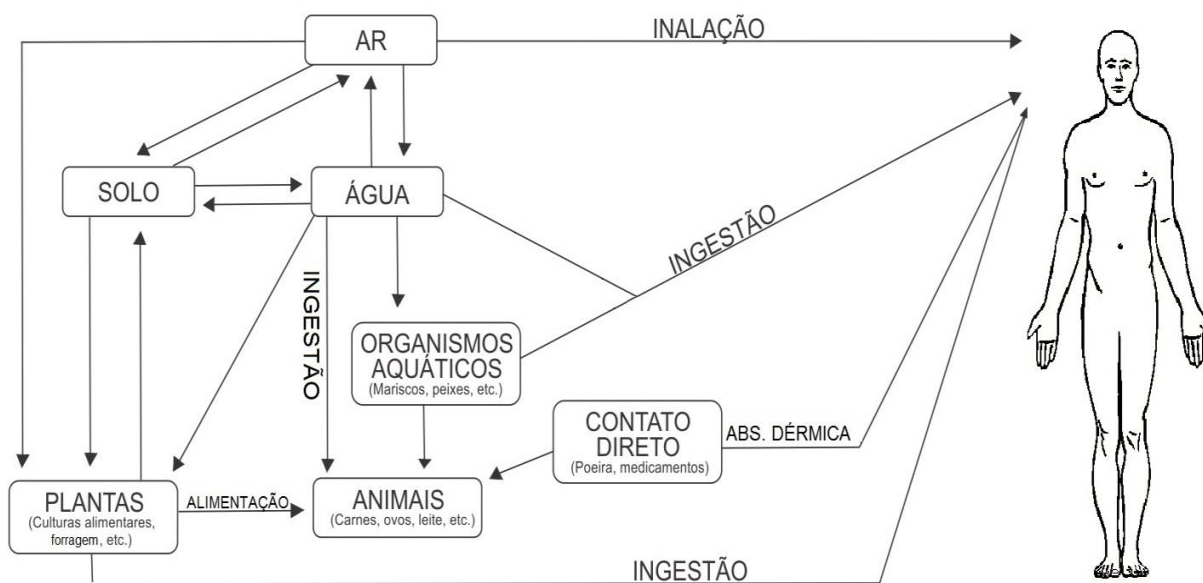 AR
INALAÇÃO
SOLO
ÁGUA
INGESTÃO
INGESTÃO
ORGANISMOS
AQUÁTICOS
(Mariscos, peixes, etc.)
CONTATO
DIRETO
(Poeira, medicamentos)
ABS. DÉRMICA
PLANTAS
(Culturas alimentares,
forragem, etc.)
ALIMENTAÇÃO
ANIMAIS
(Carnes, ovos, leite, etc.)
INGESTÃO